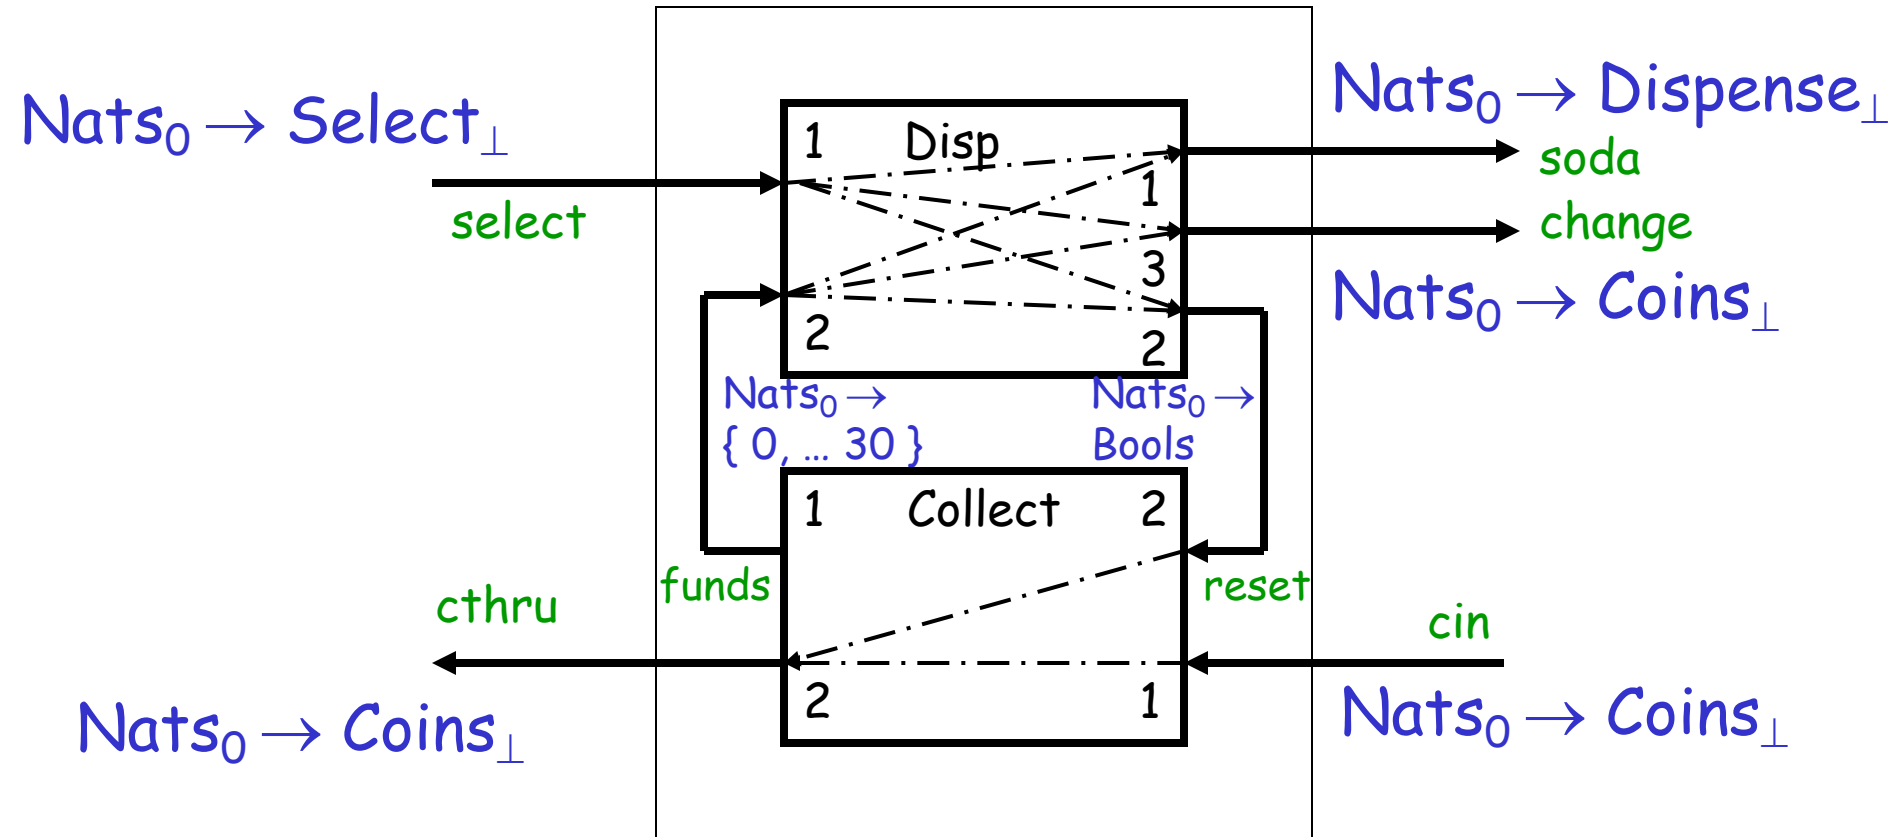 Nats₀ → Select⊥
select
Nats₀ → Dispense⊥
soda
change
Nats₀ → Coins⊥
1 Disp
1
3
2 2
Nats₀ →
{ 0, ... 30 }
Nats₀ →
Bools
1 Collect 2
funds
reset
cthru
cin
2 1
Nats₀ → Coins⊥
Nats₀ → Coins⊥